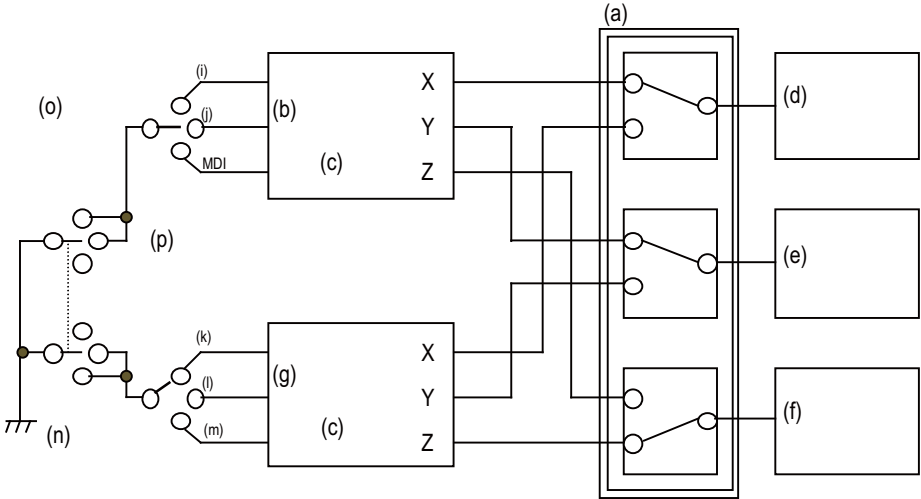 (a)
(i)
(o)
(b)
X
(d)
(j)
Y
(c)
MDI
Z
(p)
(e)
(k)
X
(g)
(l)
Y
(f)
(n)
(m)
(c)
Z